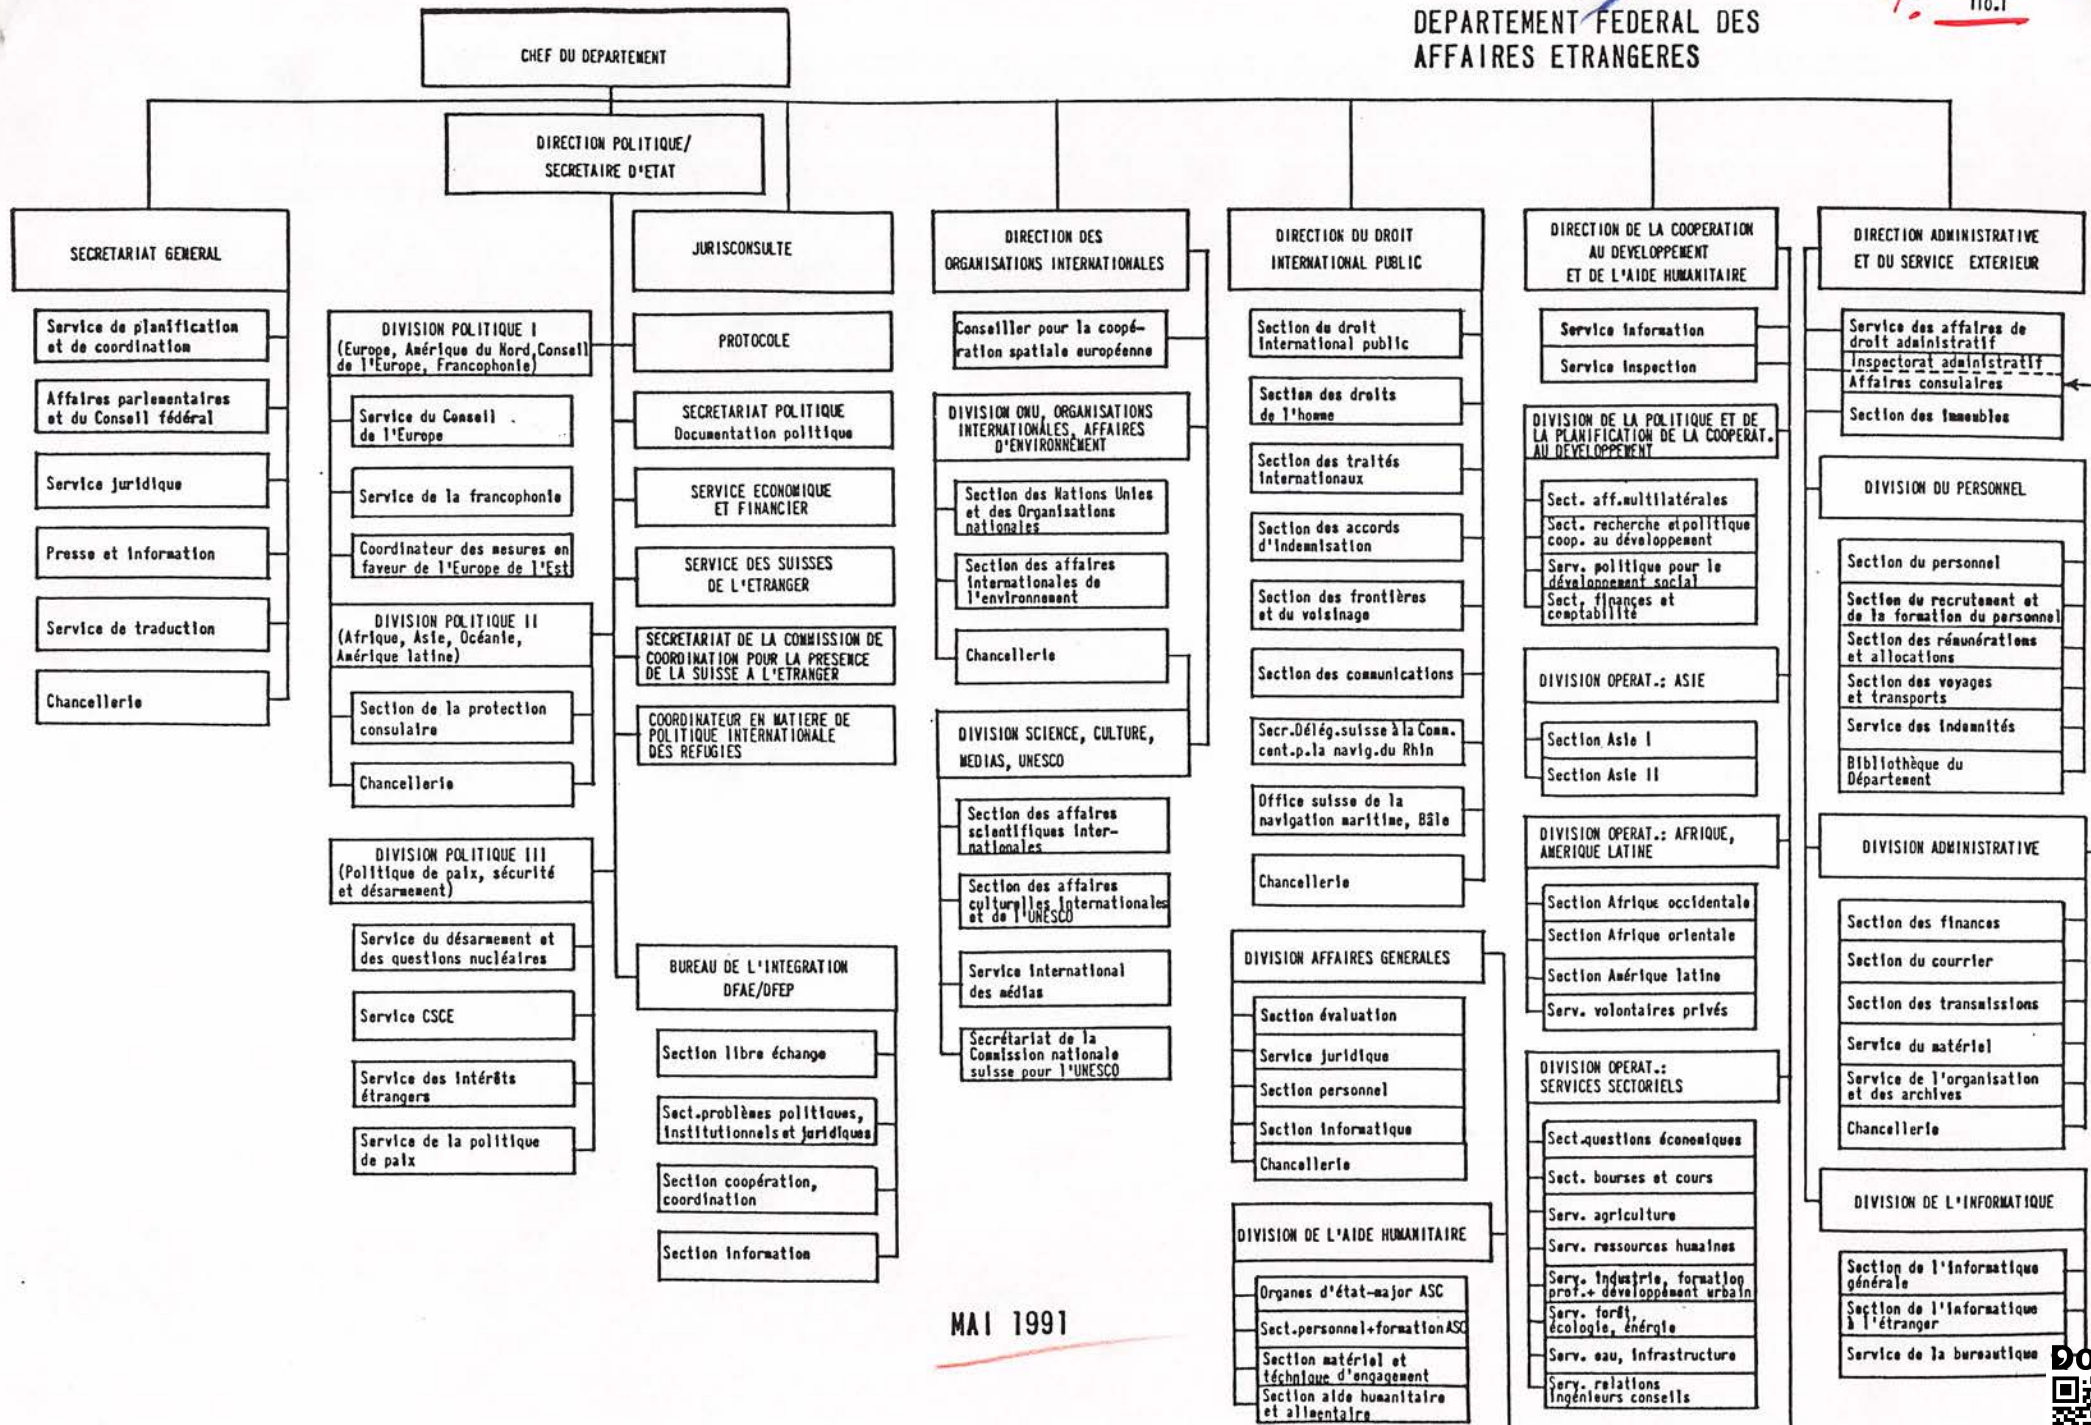 no.1
DEPARTEMENT FEDERAL DES
AFFAIRES ETRANGERES
CHEF DU DEPARTEMENT
DIRECTION POLITIQUE/
SECRETAIRE D'ETAT
SECRETARIAT GENERAL
Service de planification
et de coordination
Affaires parlementaires
et du Conseil fédéral
Service juridique
Presse et information
Service de traduction
Chancellerie
DIVISION POLITIQUE I
(Europe, Amérique du Nord, Conseil
de l'Europe, Francophonie)
Service du Conseil
de l'Europe
Service de la francophonie
Coordinateur des mesures en
faveur de l'Europe de l'Est
DIVISION POLITIQUE II
(Afrique, Asie, Océanie,
Amérique latine)
Section de la protection
consulaire
Chancellerie
DIVISION POLITIQUE III
(Politique de paix, sécurité
et désarmement)
Service du désarmement et
des questions nucléaires
Service CSCE
Service des intérêts
étrangers
Service de la politique
de paix
JURISCONSULTE
PROTOCOLE
SECRETARIAT POLITIQUE
Documentation politique
SERVICE ECONOMIQUE
ET FINANCIER
SERVICE DES SUISSES
DE L'ETRANGER
SECRETARIAT DE LA COMMISSION DE
COORDINATION POUR LA PRESENCE
DE LA SUISSE A L'ETRANGER
COORDINATEUR EN MATIERE DE
POLITIQUE INTERNATIONALE
DES REFUGIES
BUREAU DE L'INTEGRATION
DFAE/DFEP
Section libre échange
Sect.problèmes politiques,
institutionnels et juridiques
Section coopération,
coordination
Section information
DIRECTION DES
ORGANISATIONS INTERNATIONALES
Conseiller pour la coopé-
ration spatiale européenne
DIVISION ONU, ORGANISATIONS
INTERNATIONALES, AFFAIRES
D'ENVIRONNEMENT
Section des Nations Unies
et des Organisations
nationales
Section des affaires
internationales de
l'environnement
Chancellerie
DIVISION SCIENCE, CULTURE,
MEDIAS, UNESCO
Section des affaires
scientifiques inter-
nationales
Section des affaires
culturelles internationales
et de l'UNESCO
Service international
des médias
Secrétariat de la
Commission nationale
suisse pour l'UNESCO
MAI 1991
DIRECTION DU DROIT
INTERNATIONAL PUBLIC
Section du droit
international public
Section des droits
de l'homme
Section des traités
internationaux
Section des accords
d'indemnisation
Section des frontières
et du voisinage
Section des communications
Secr.Délég.suisse à la Comm.
cent.p.la navig.du Rhin
Office suisse de la
navigation maritime, Bâle
Chancellerie
DIVISION AFFAIRES GENERALES
Section évaluation
Service juridique
Section personnel
Section informatique
Chancellerie
DIVISION DE L'AIDE HUMANITAIRE
Organes d'état-major ASC
Sect.personnel+formation ASC
Section matériel et
téchnique d'engagement
Section aide humanitaire
et alimentaire
DIRECTION DE LA COOPERATION
AU DEVELOPPEMENT
ET DE L'AIDE HUMANITAIRE
Service information
Service inspection
DIVISION DE LA POLITIQUE ET DE
LA PLANIFICATION DE LA COOPERAT.
AU DEVELOPPEMENT
Sect. aff.multilatérales
Sect. recherche et politique
coop. au développement
Serv. politique pour le
développement social
Sect. finances et
comptabilité
DIVISION OPERAT.: ASIE
Section Asie I
Section Asie II
DIVISION OPERAT.: AFRIQUE,
AMERIQUE LATINE
Section Afrique occidentale
Section Afrique orientale
Section Amérique latine
Serv. volontaires privés
DIVISION OPERAT.:
SERVICES SECTORIELS
Sect.questions économiques
Sect. bourses et cours
Serv. agriculture
Serv. ressources humaines
Serv. industrie, formation
prof.+ développement urbain
Serv. forêt,
écologie, énergie
Serv. eau, infrastructure
Serv. relations
ingénieurs conseils
DIRECTION ADMINISTRATIVE
ET DU SERVICE EXTERIEUR
Service des affaires de
droit administratif
Inspectorat administratif
Affaires consulaires
Section des immeubles
DIVISION DU PERSONNEL
Section du personnel
Section du recrutement et
de la formation du personnel
Section des rémunérations
et allocations
Section des voyages
et transports
Service des indemnités
Bibliothèque du
Département
DIVISION ADMINISTRATIVE
Section des finances
Section du courrier
Section des transmissions
Service du matériel
Service de l'organisation
et des archives
Chancellerie
DIVISION DE L'INFORMATIQUE
Section de l'informatique
générale
Section de l'informatique
à l'étranger
Service de la bureautique